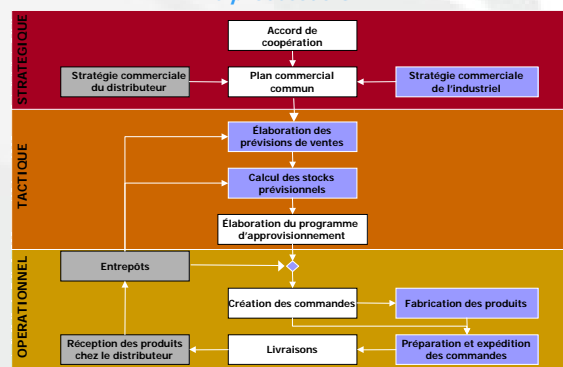 STRATEGIQUE
Accord de
coopération
Stratégie commerciale
du distributeur
Plan commercial
commun
Stratégie commerciale
de l'industriel
TACTIQUE
Élaboration des
prévisions de ventes
Calcul des stocks
prévisionnels
Élaboration du programme
d'approvisionnement
OPERATIONNEL
Entrepôts
Création des commandes
Fabrication des produits
Réception des produits
chez le distributeur
Livraisons
Préparation et expédition
des commandes